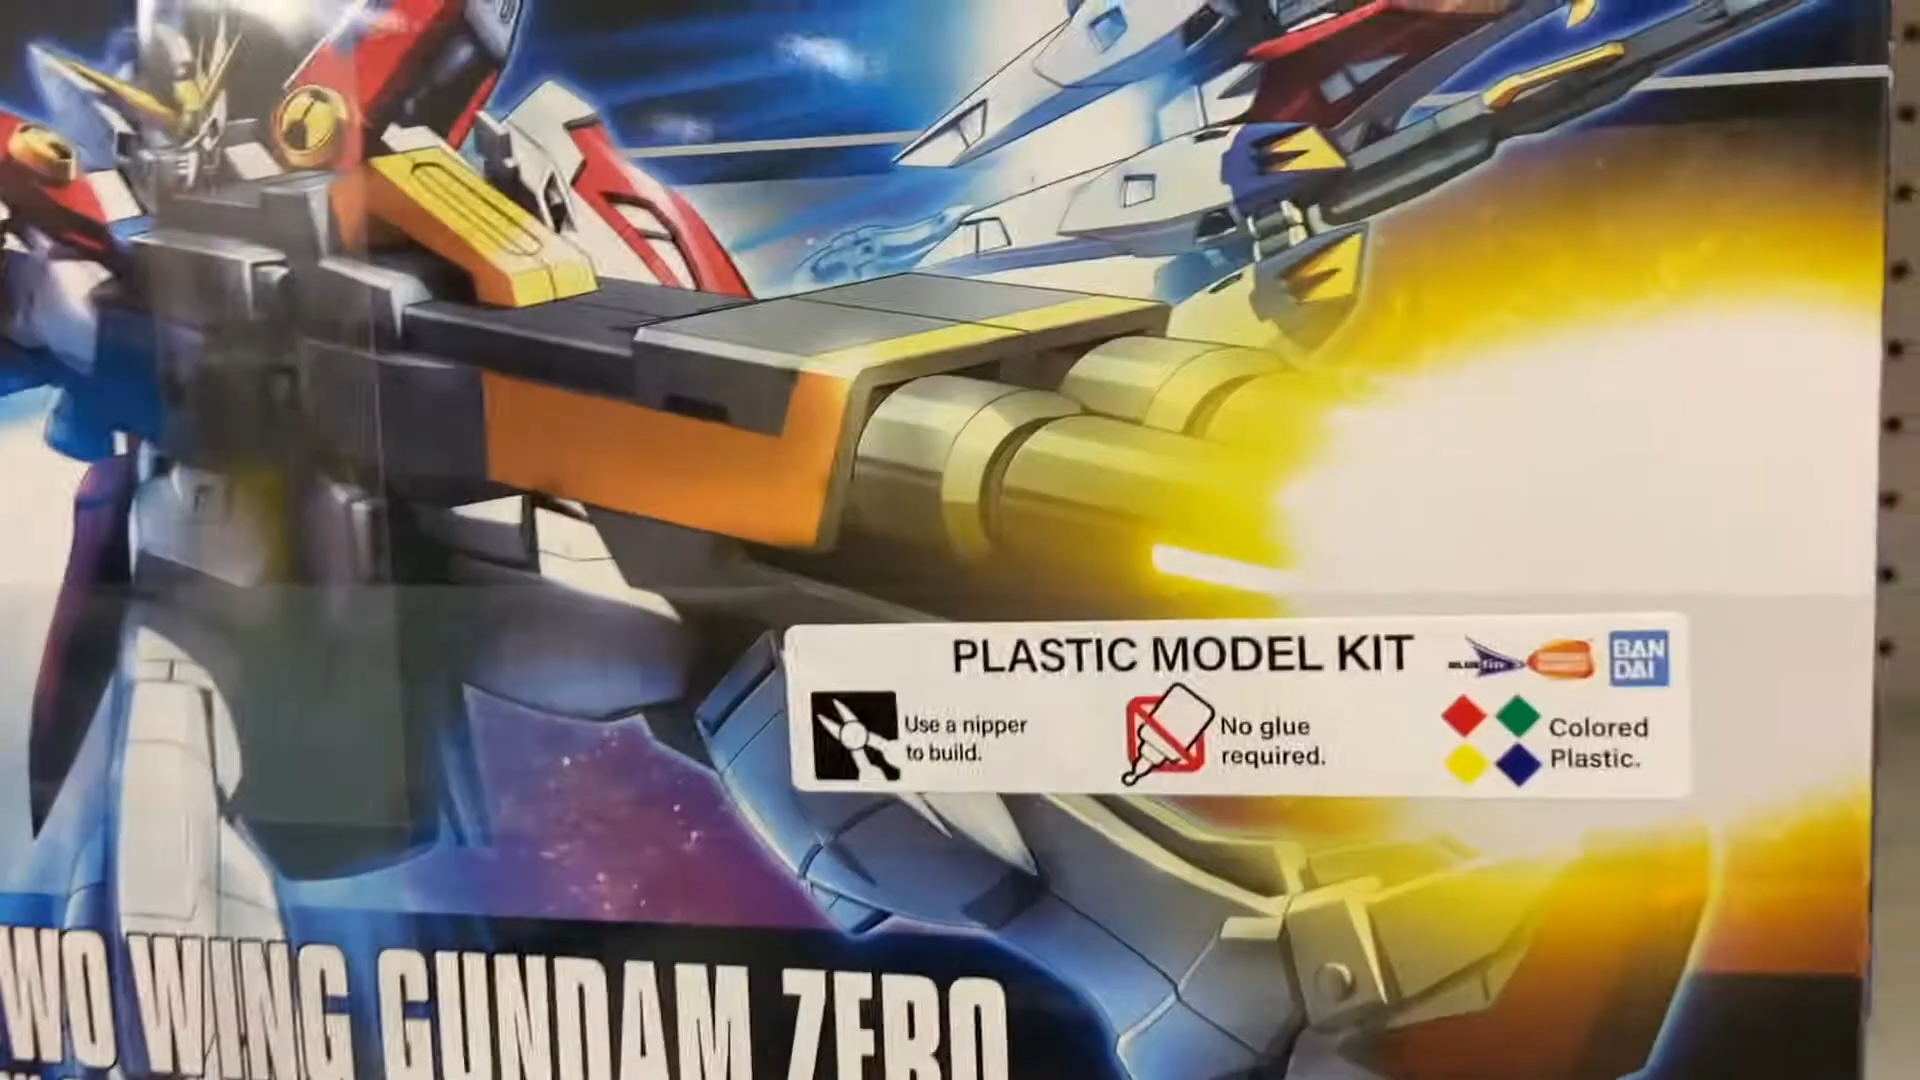 PLASTIC MODEL KIT
BAN
DAI
Use a nipper
to build.
No glue
required.
Colored
Plastic.
WO WING GUNDAM ZERO